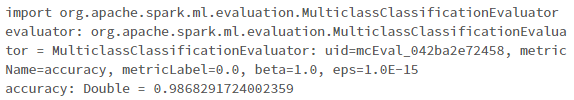 import org.apache.spark.ml.evaluation.MulticlassClassificationEvaluator
evaluator: org.apache.spark.ml.evaluation.MulticlassClassificationEvalua
tor = MulticlassClassificationEvaluator: uid=mcEval_042ba2e72458, metric
Name=accuracy, metricLabel=0.0, beta=1.0, eps=1.0E-15
accuracy: Double = 0.9868291724002359